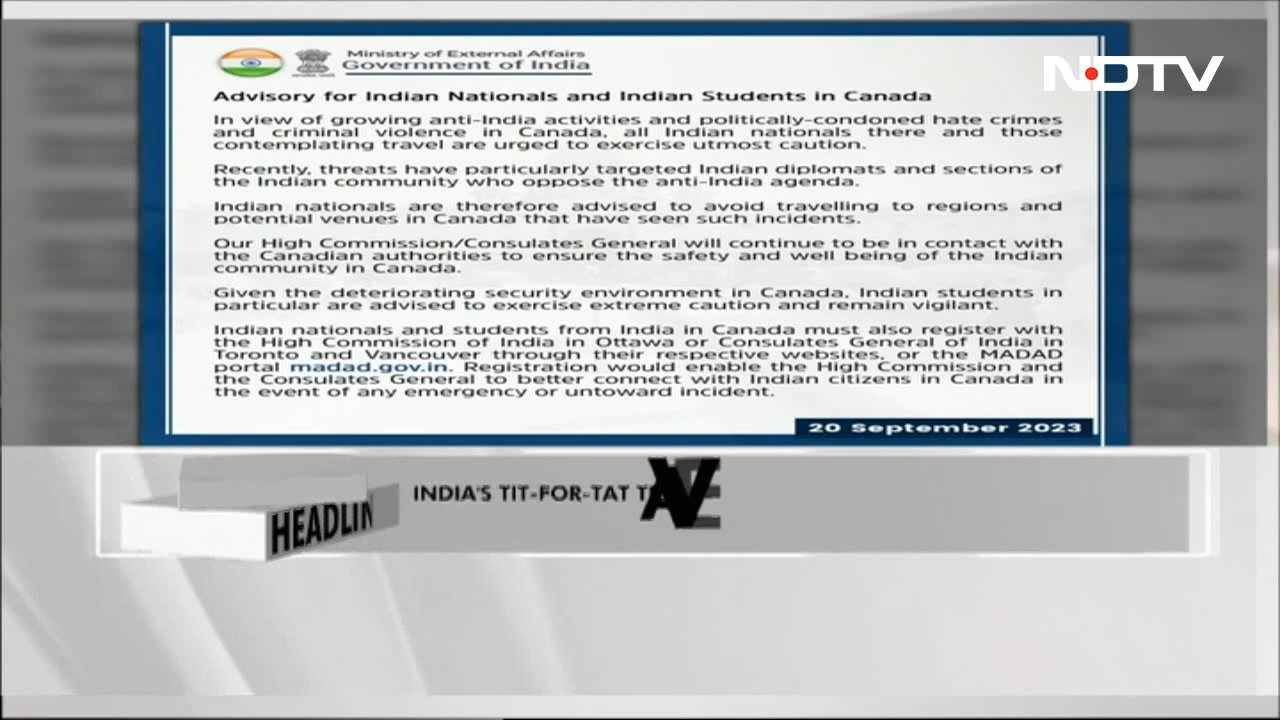 Ministry of External Affairs
Government of India
NDTV
Advisory for Indian Nationals and Indian Students in Canada
In view of growing anti-India activities and politically-condoned hate crimes
and criminal violence in Canada, all Indian nationals there and those
contemplating travel are urged to exercise utmost caution.
Recently, threats have particularly targeted Indian diplomats and sections of
the Indian community who oppose the anti-India agenda.
Indian nationals are therefore advised to avoid travelling to regions and
potential venues in Canada that have seen such incidents.
Our High Commission/Consulates General will continue to be in contact with
the Canadian authorities to ensure the safety and well being of the Indian
community in Canada.
Given the deteriorating security environment in Canada, Indian students in
particular are advised to exercise extreme caution and remain vigilant.
Indian nationals and students from India in Canada must also register with
the High Commission of India in Ottawa or Consulates General of India in
Toronto and Vancouver through their respective websites, or the MADAD
portal madad.gov.in. Registration would enable the High Commission and
the Consulates General to better connect with Indian citizens in Canada in
the event of any emergency or untoward incident.
20 September 2023
HEADLIN
INDIA'S TIT-FOR-TAT